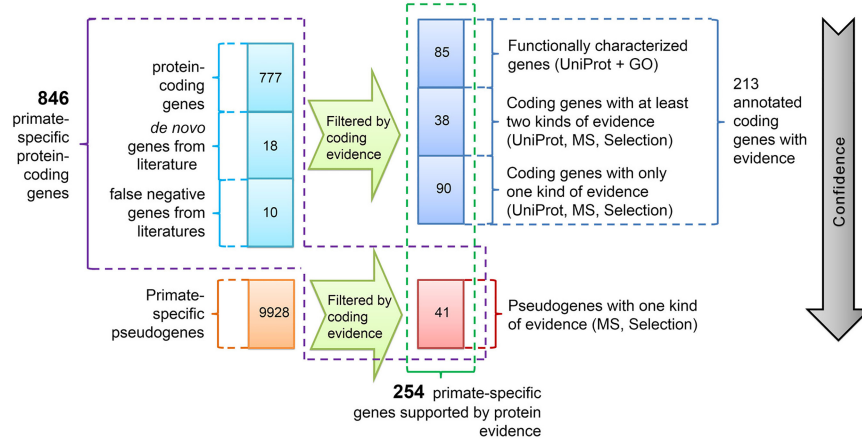 846
primate-
specific
protein-
coding
genes
protein-
coding
genes
777
de novo
genes from
literature
18
false negative
genes from
literatures
10
Filtered by
coding
evidence
85
Functionally characterized
genes (UniProt + GO)
38
Coding genes with at least
two kinds of evidence
(UniProt, MS, Selection)
90
Coding genes with only
one kind of evidence
(UniProt, MS, Selection)
213
annotated
coding
genes with
evidence
Confidence
Primate-
specific
pseudogenes
9928
Filtered by
coding
evidence
41
Pseudogenes with one kind
of evidence (MS, Selection)
254 primate-specific
genes supported by protein
evidence